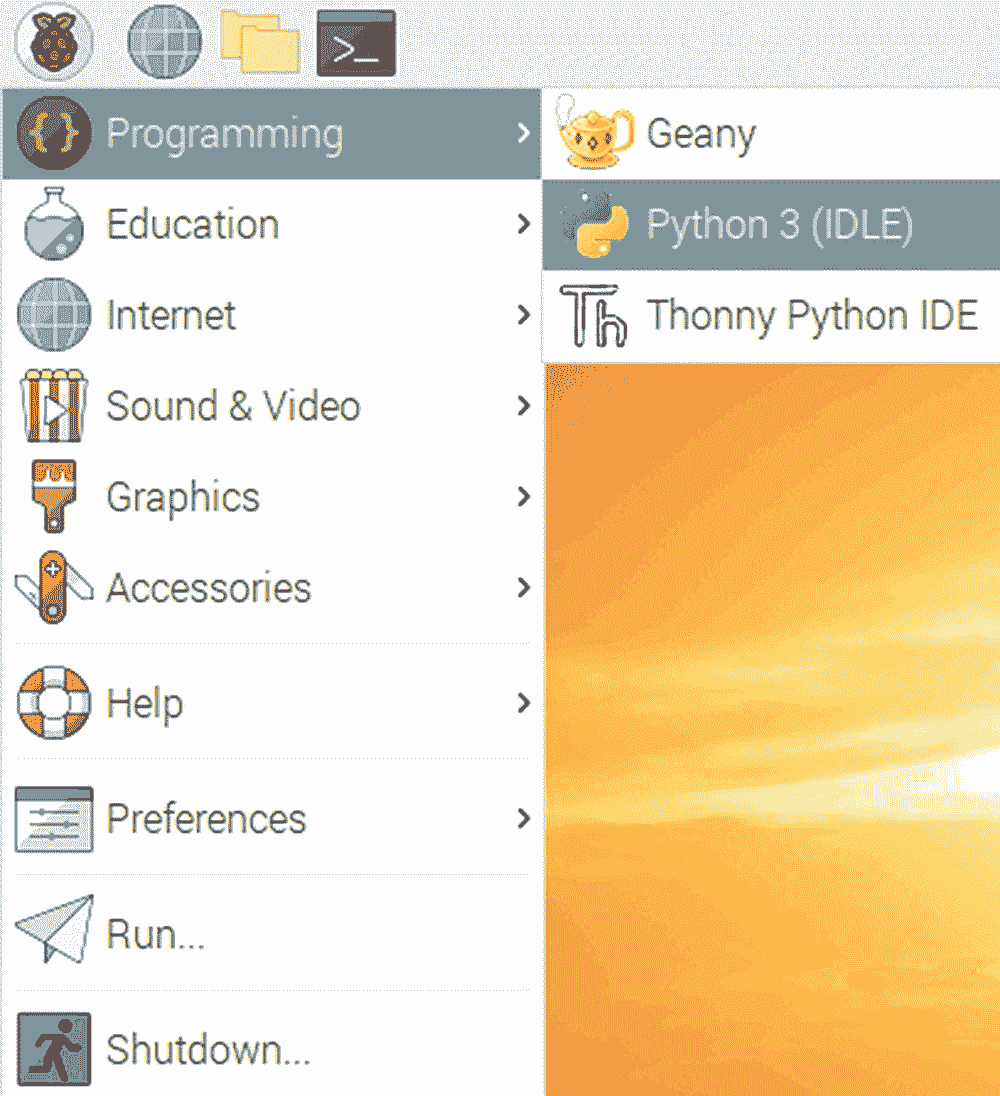 Programming
Education
Internet
Sound & Video
Graphics
Accessories
Help
Preferences
Run...
Shutdown...
Geany
Python 3 (IDLE)
Thonny Python IDE